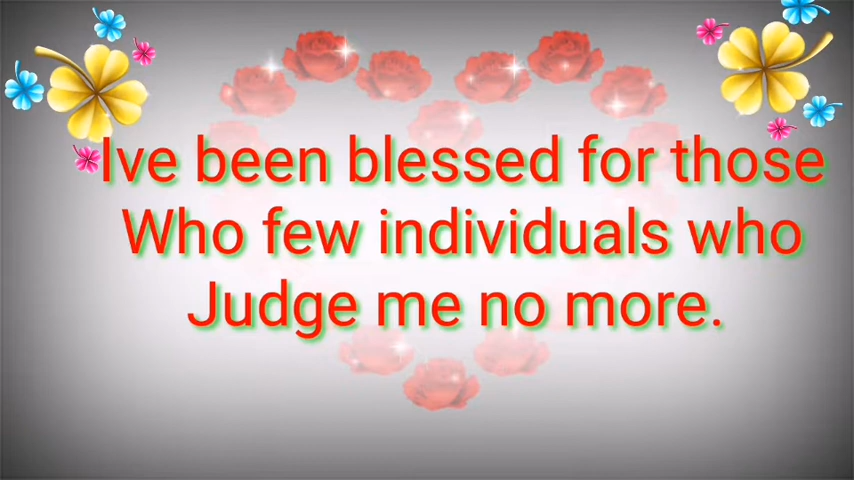 Ive been blessed for those
Who few individuals who
Judge me no more.